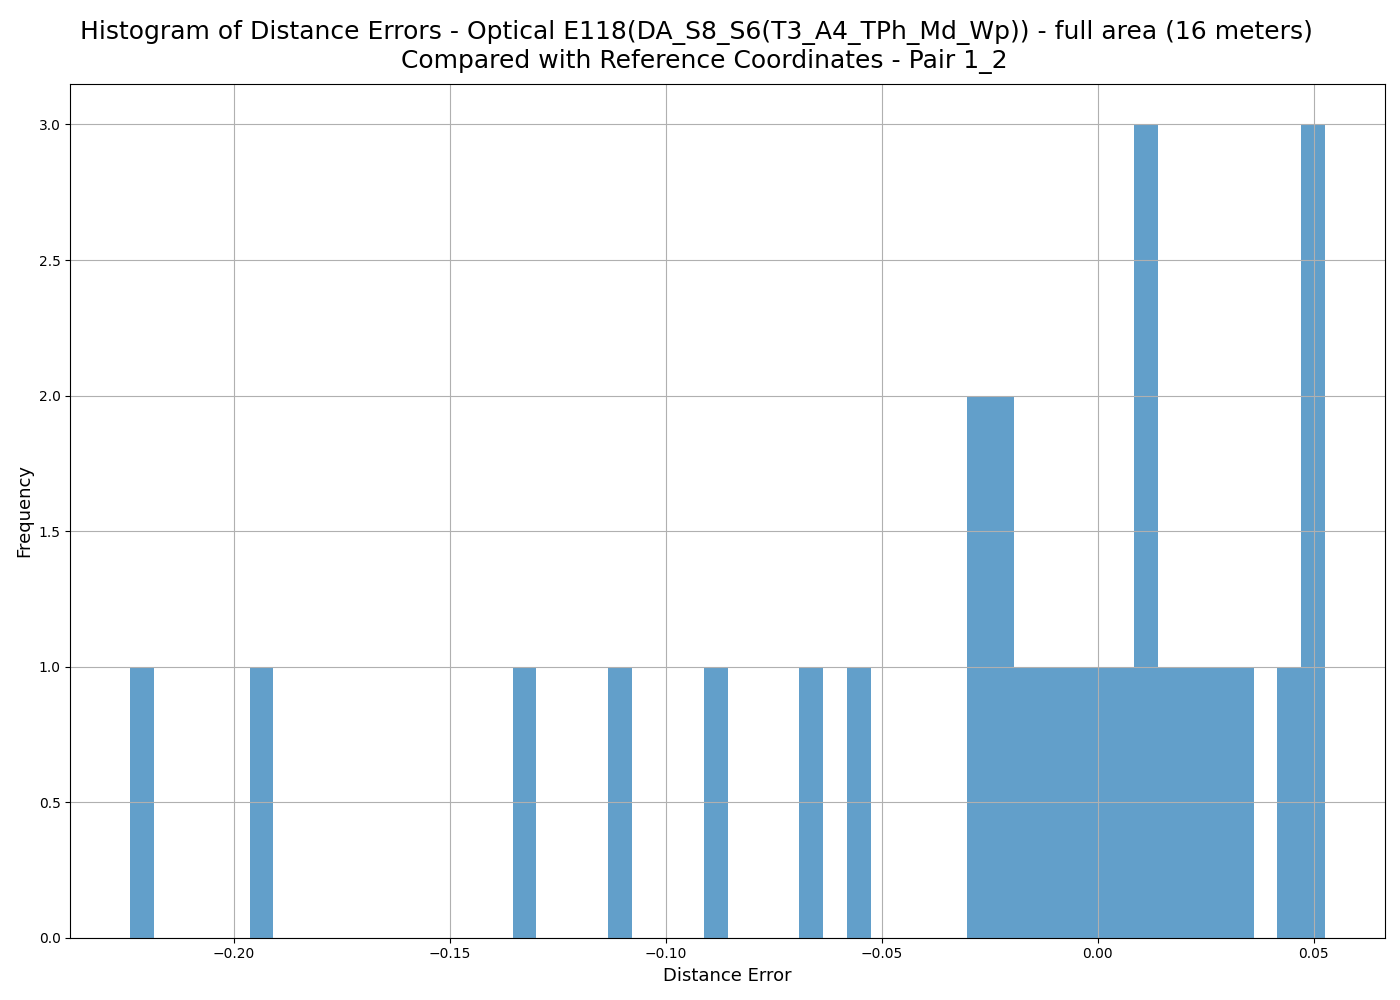 Histogram of Distance Errors - Optical E118(DA_S8_S6(T3_A4_TPh_Md_Wp)) - full area (16 meters)
Compared with Reference Coordinates - Pair 1_2
3.0
2.5
2.0
1.5
1.0
0.5
0.0
Frequency
−0.20 −0.15 −0.10 −0.05 0.00 0.05
Distance Error